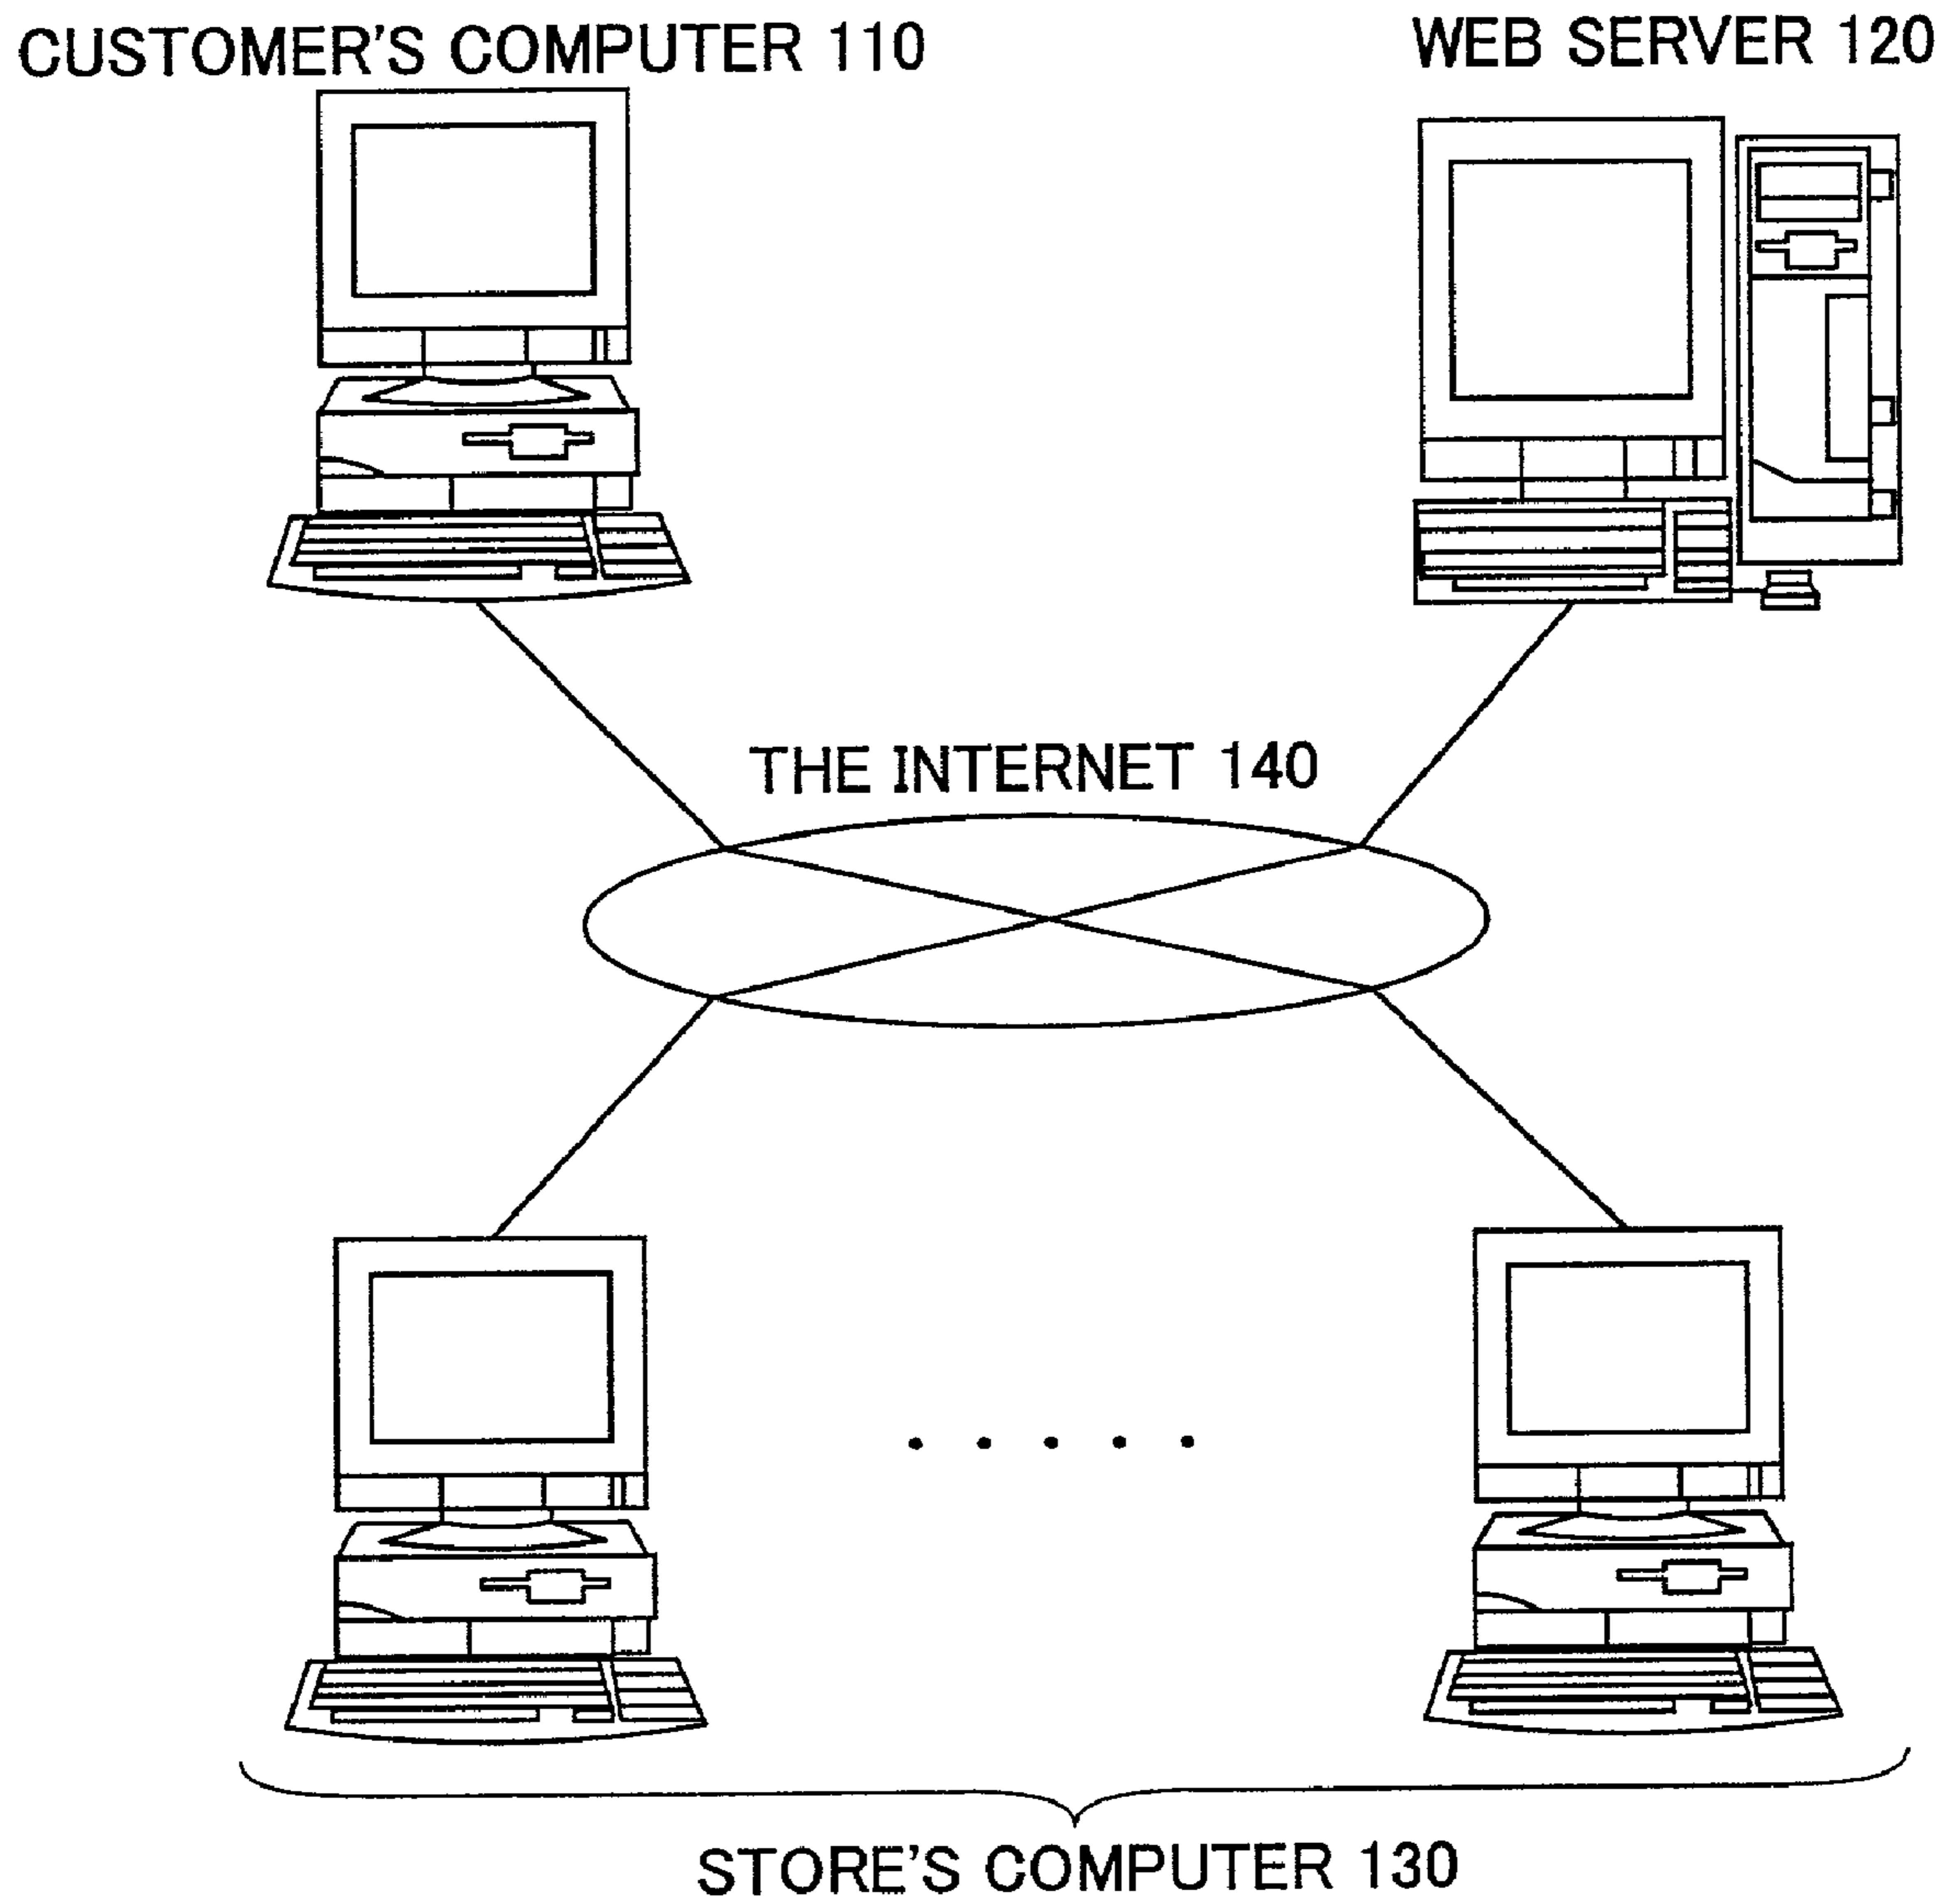 CUSTOMER'S COMPUTER 110
WEB SERVER 120
THE INTERNET 140
STORE'S COMPUTER 130